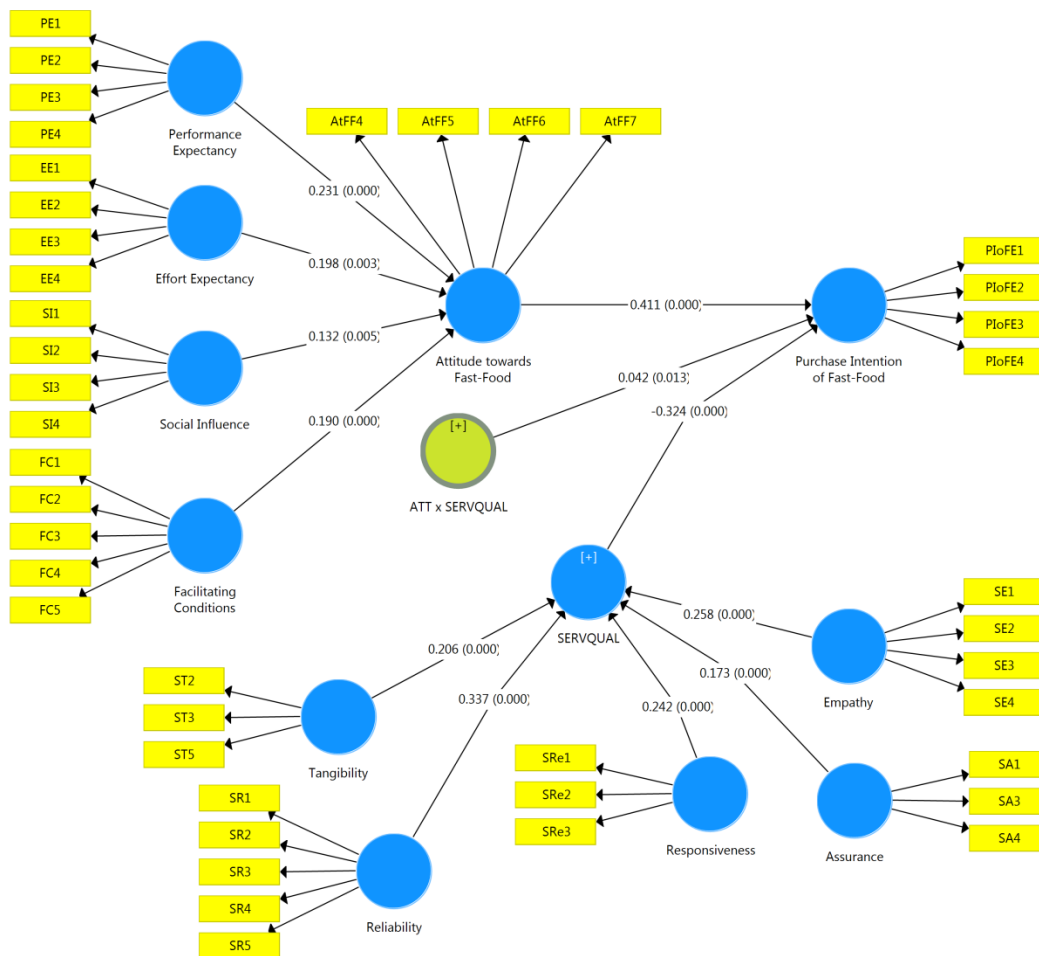 PE1
PE2
PE3
PE4
Performance
Expectancy
EE1
EE2
EE3
EE4
Effort Expectancy
SI1
SI2
SI3
SI4
Social Influence
FC1
FC2
FC3
FC4
FC5
Facilitating
Conditions
0.231 (0.000)
0.198 (0.003)
0.132 (0.005)
0.190 (0.000)
AtFF4
AtFF5
AtFF6
AtFF7
Attitude towards
Fast-Food
0.411 (0.000)
0.042 (0.013)
-0.324 (0.000)
[+]
ATT x SERVQUAL
PIoFE1
PIoFE2
PIoFE3
PIoFE4
Purchase Intention
of Fast-Food
[+]
SERVQUAL
0.206 (0.000)
0.337 (0.000)
0.242 (0.000)
0.173 (0.000)
0.258 (0.000)
ST2
ST3
ST5
Tangibility
SR1
SR2
SR3
SR4
SR5
Reliability
SRe1
SRe2
SRe3
Responsiveness
SE1
SE2
SE3
SE4
Empathy
SA1
SA3
SA4
Assurance